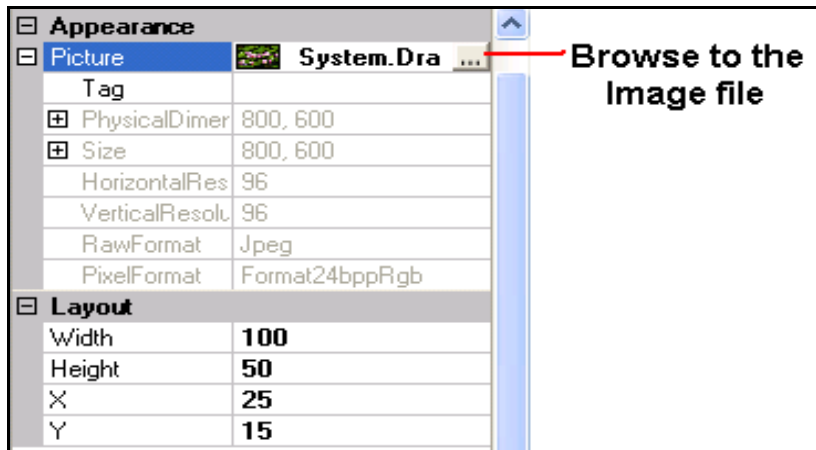 Appearance
Picture System.Dra ...
Browse to the
Image file
Tag
PhysicalDimer 800, 600
Size 800, 600
HorizontalRes 96
VerticalResolu 96
RawFormat Jpeg
PixelFormat Format24bppRgb
Layout
Width 100
Height 50
X 25
Y 15